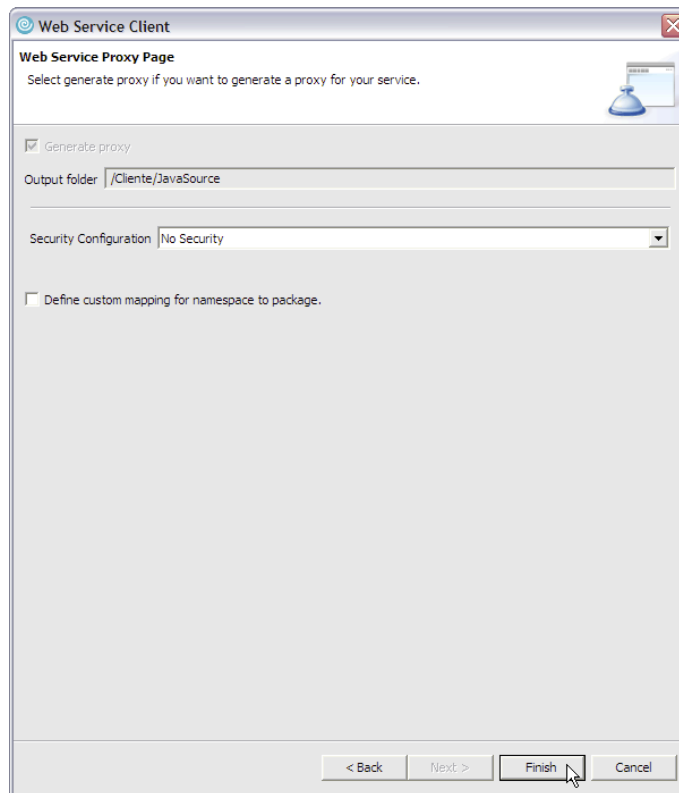 Web Service Client
Web Service Proxy Page
Select generate proxy if you want to generate a proxy for your service.
Generate proxy
Output folder /Cliente/JavaSource
Security Configuration No Security
Define custom mapping for namespace to package.
< Back Next > Finish Cancel